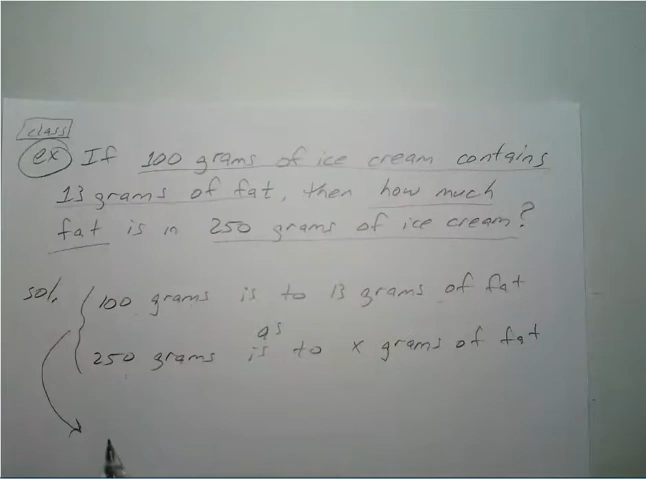 class
ex If 100 grams of ice cream contains
13 grams of fat, then how much
fat is in 250 grams of ice cream?
sol. 100 grams is to 13 grams of fat
as
250 grams is to x grams of fat